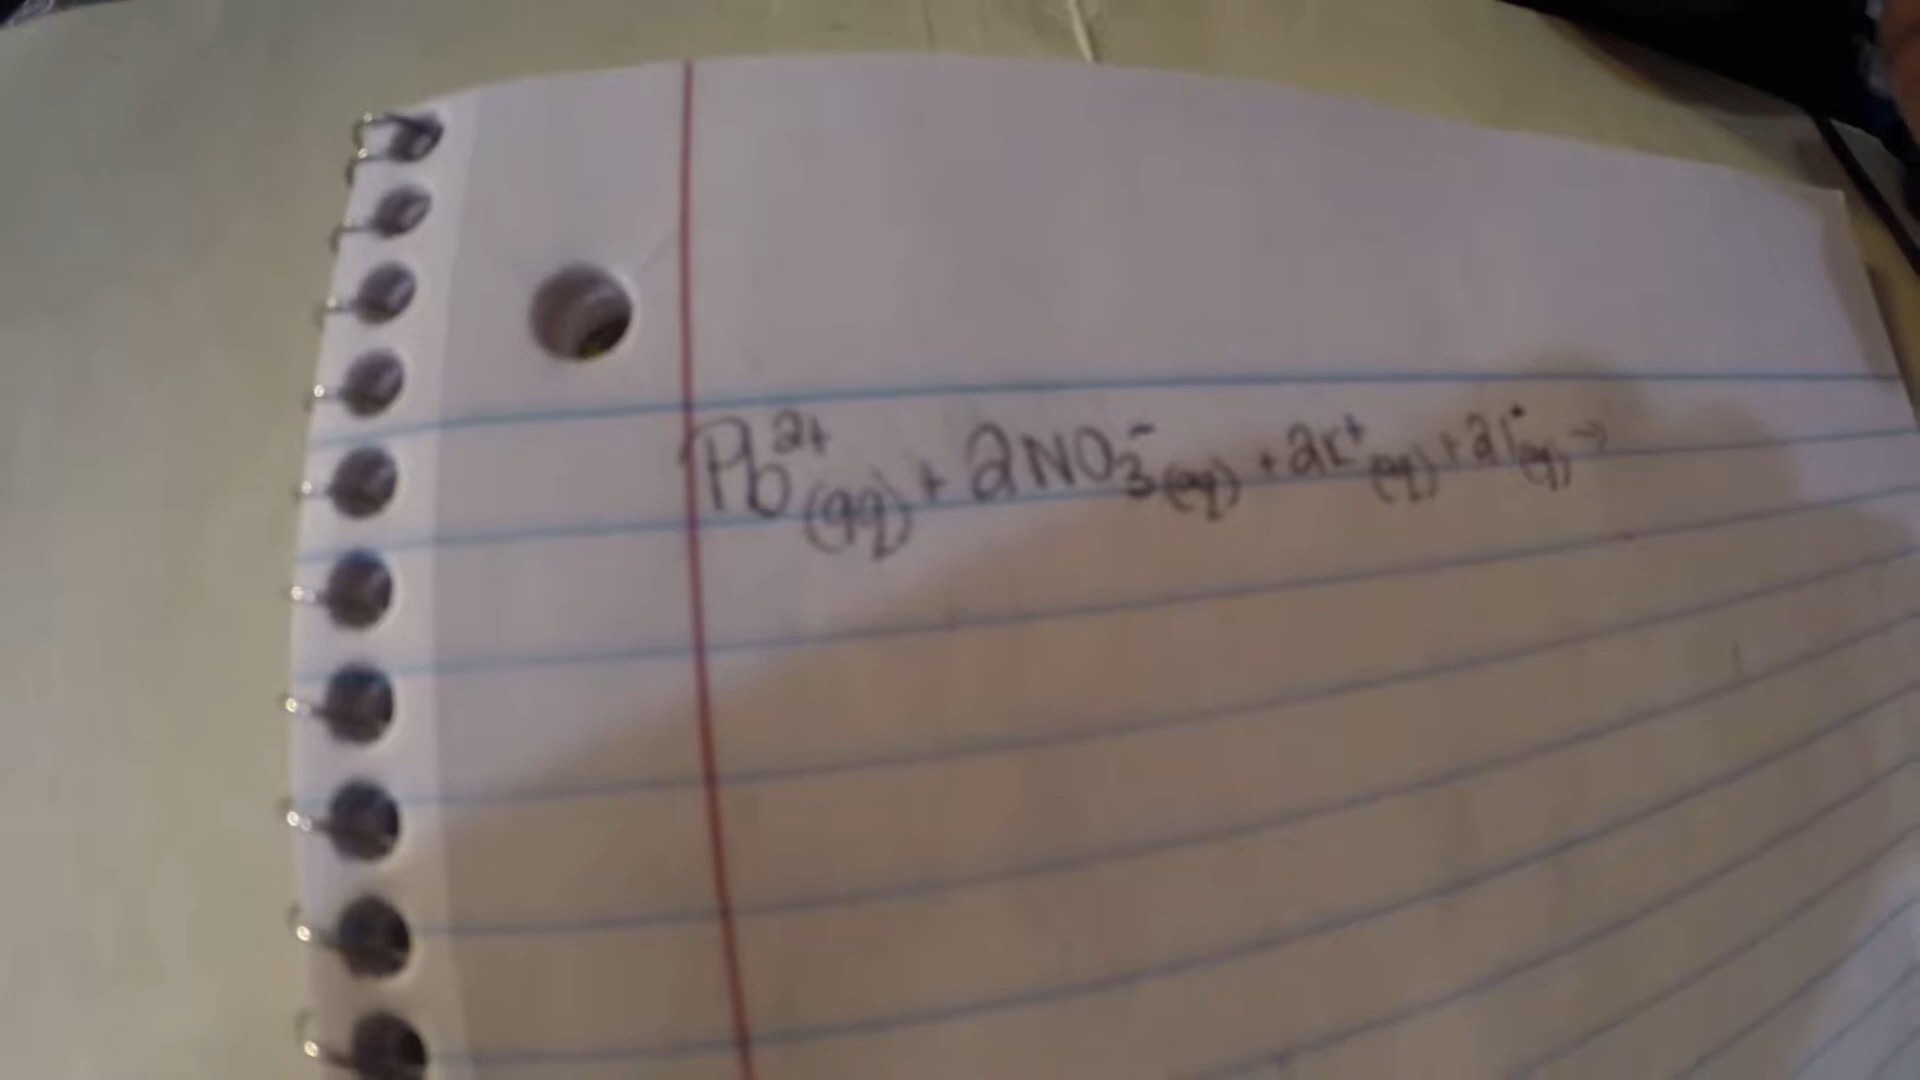 Pb²⁺(aq) + 2NO₃⁻(aq) + 2K⁺(aq) + 2I⁻(aq) →